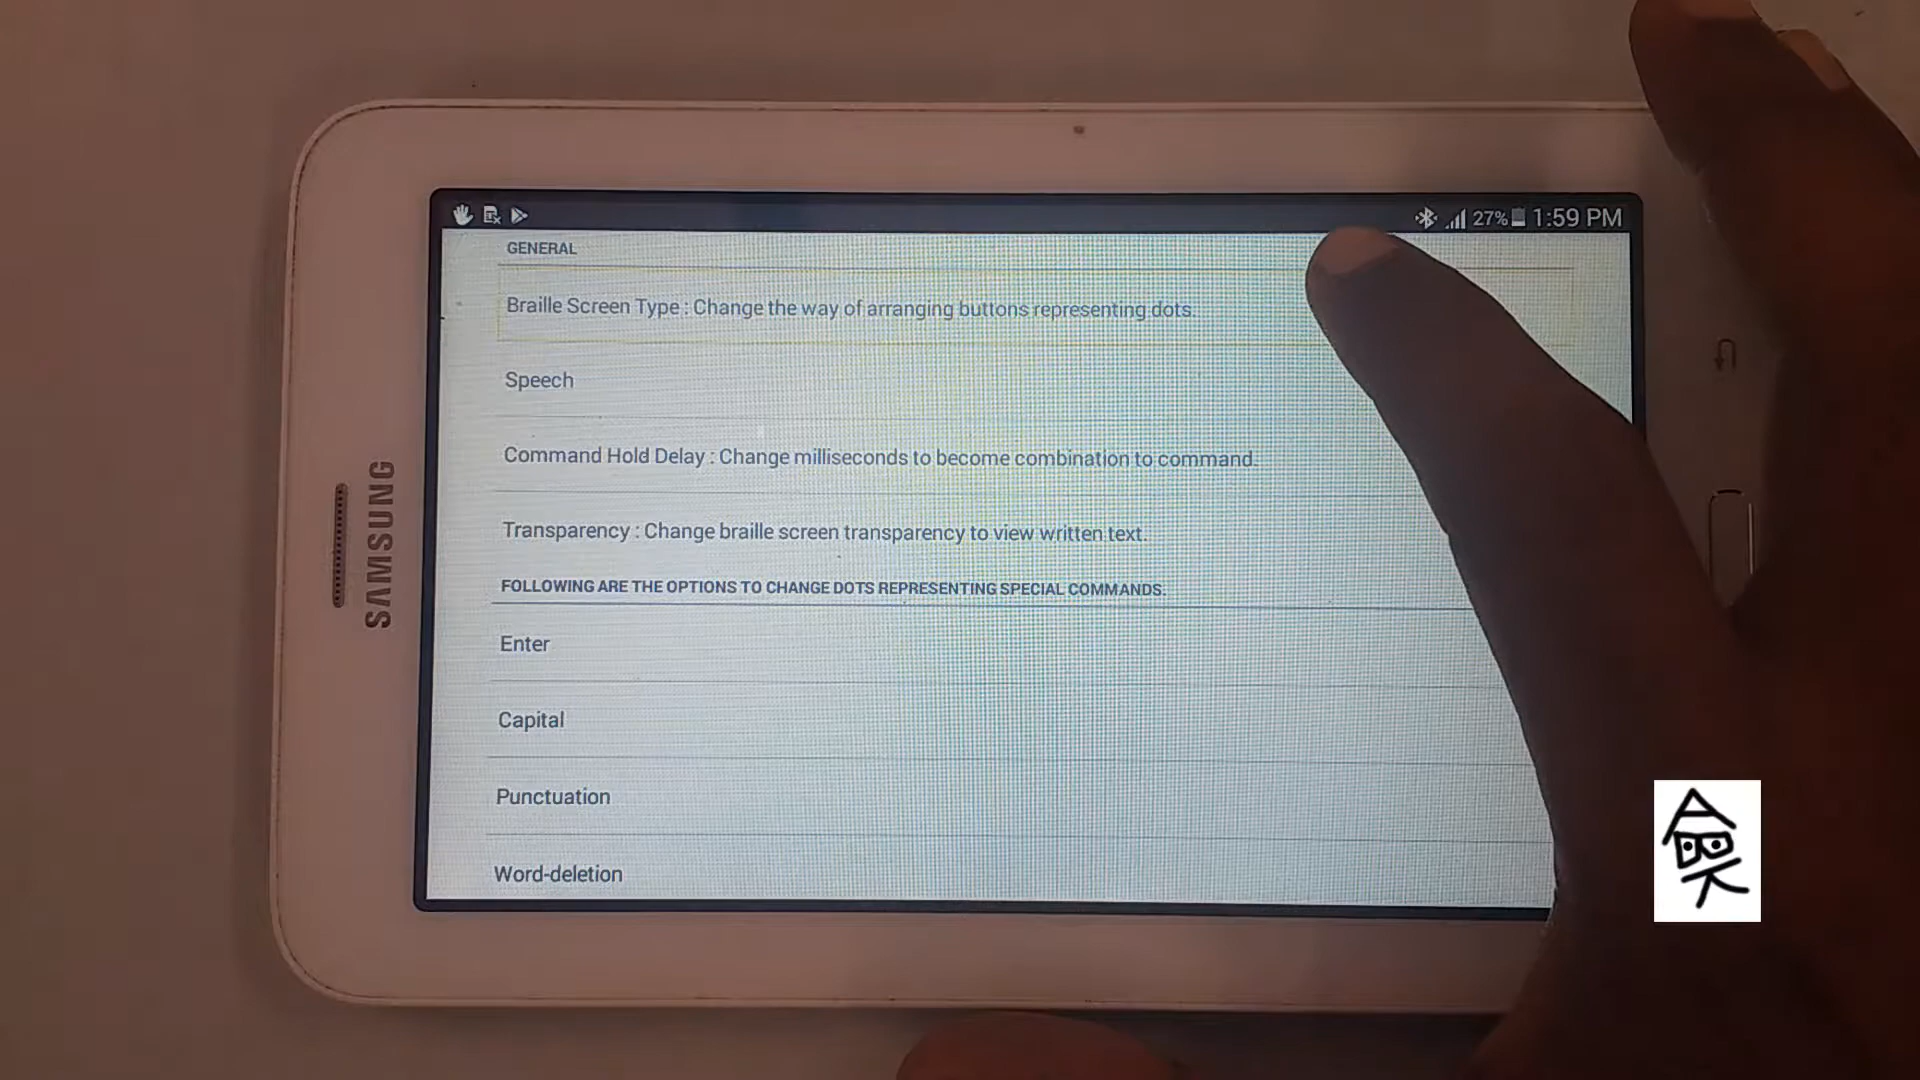 27% 1:59 PM
GENERAL
Braille Screen Type : Change the way of arranging buttons representing dots.
Speech
Command Hold Delay : Change milliseconds to become combination to command.
Transparency : Change braille screen transparency to view written text.
FOLLOWING ARE THE OPTIONS TO CHANGE DOTS REPRESENTING SPECIAL COMMANDS.
Enter
Capital
Punctuation
Word-deletion
SAMSUNG